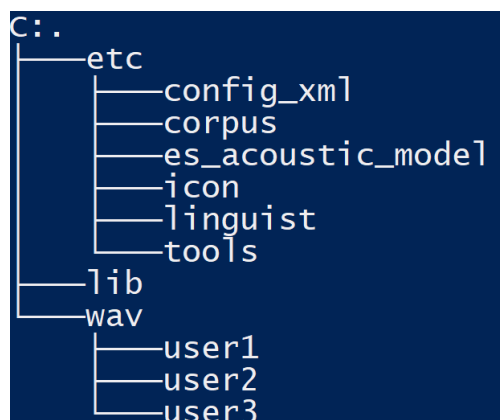 C:.
├───etc
│   ├───config_xml
│   ├───corpus
│   ├───es_acoustic_model
│   ├───icon
│   ├───linguist
│   └───tools
├───lib
└───wav
    ├───user1
    ├───user2
    └───user3